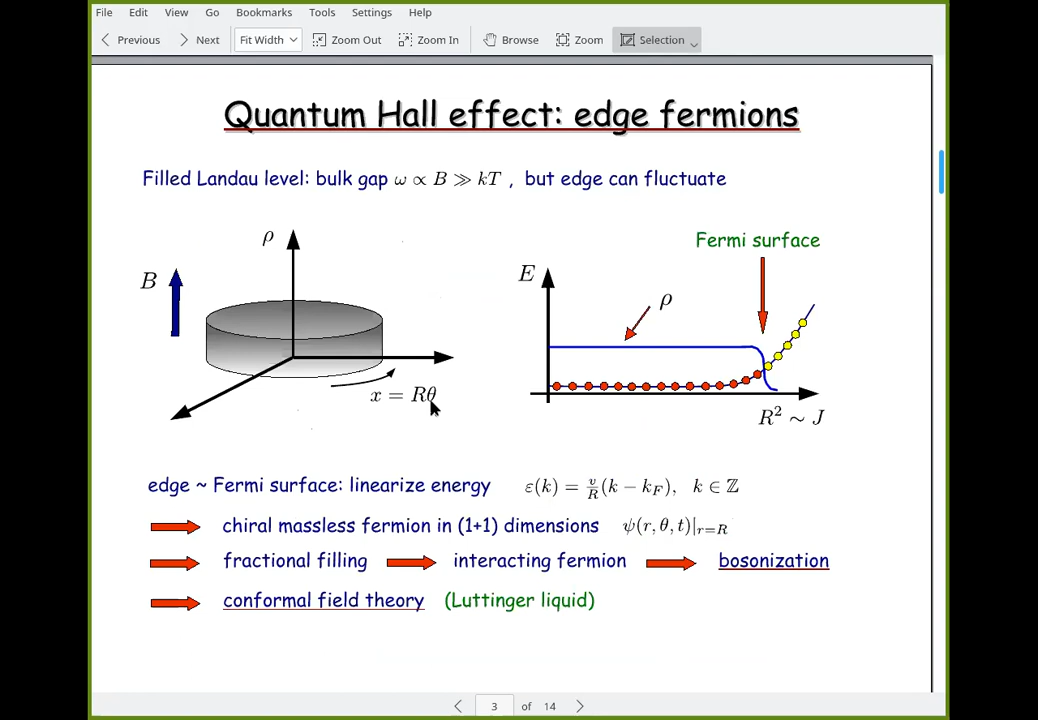 File Edit View Go Bookmarks Tools Settings Help
Previous Next Fit Width Zoom Out Zoom In Browse Zoom Selection
Quantum Hall effect: edge fermions
Filled Landau level: bulk gap ω ∝ B ≫ kT , but edge can fluctuate
ρ
B
x = Rθ
Fermi surface
E
ρ
R² ~ J
edge ~ Fermi surface: linearize energy ε(k) = v/R (k − k_F), k ∈ ℤ
chiral massless fermion in (1+1) dimensions ψ(r, θ, t)|_{r=R}
fractional filling interacting fermion bosonization
conformal field theory (Luttinger liquid)
3 of 14